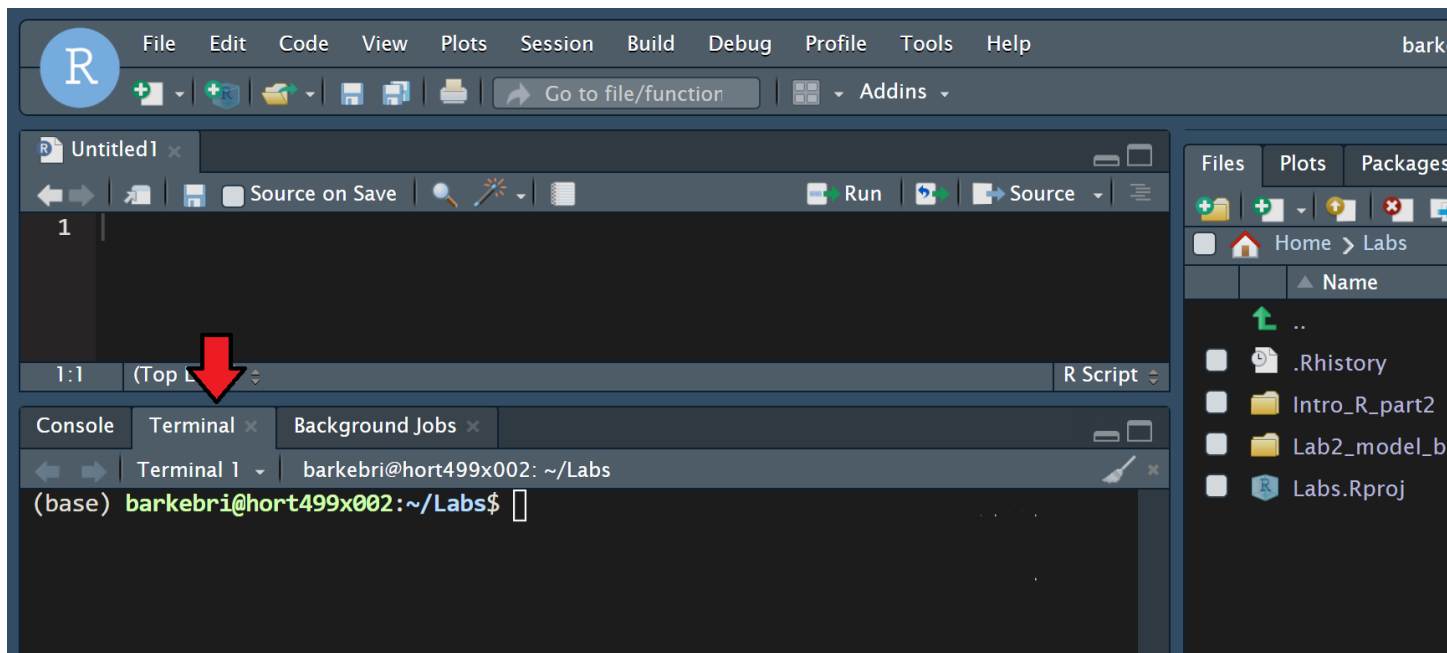 R File Edit Code View Plots Session Build Debug Profile Tools Help barke
Go to file/function Addins
Untitled1
Source on Save Run Source
1
1:1 (Top R Script
Console Terminal Background Jobs
Terminal 1 barkebri@hort499x002: ~/Labs
(base) barkebri@hort499x002:~/Labs$
Files Plots Packages
Home Labs
Name
..
.Rhistory
Intro_R_part2
Lab2_model_b
Labs.Rproj